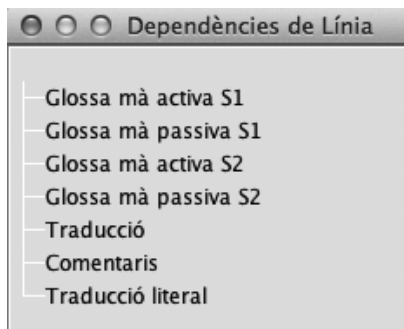 Dependències de Línia
Glossa mà activa S1
Glossa mà passiva S1
Glossa mà activa S2
Glossa mà passiva S2
Traducció
Comentaris
Traducció literal